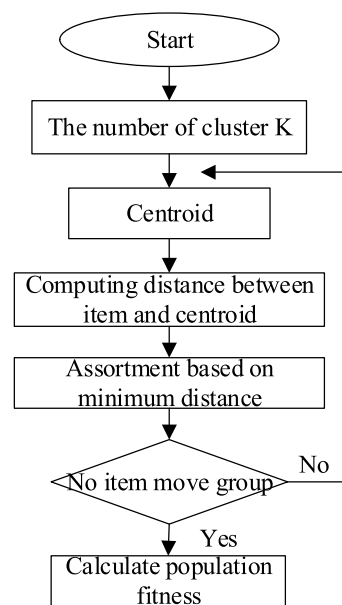 Start
The number of cluster K
Centroid
Computing distance between
item and centroid
Assortment based on
minimum distance
No item move group
No
Yes
Calculate population
fitness